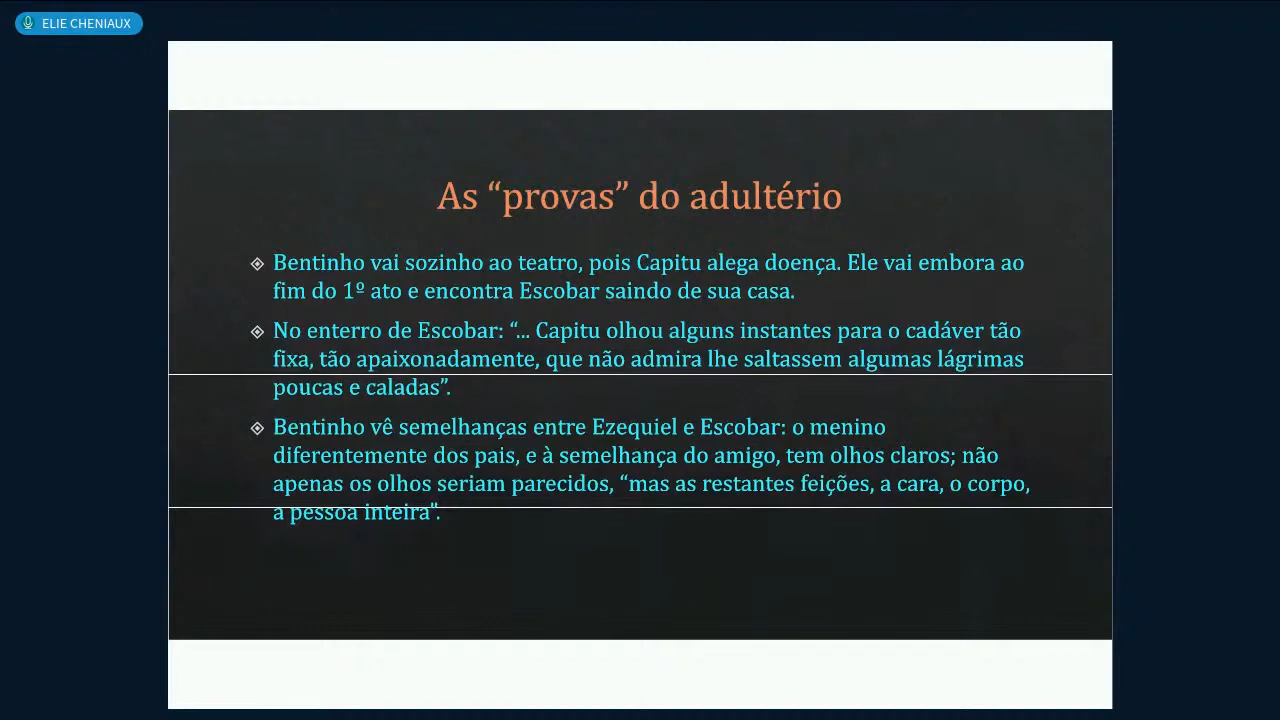 ELIE CHENIAUX
As “provas” do adultério
Bentinho vai sozinho ao teatro, pois Capitu alega doença. Ele vai embora ao
fim do 1º ato e encontra Escobar saindo de sua casa.
No enterro de Escobar: “... Capitu olhou alguns instantes para o cadáver tão
fixa, tão apaixonadamente, que não admira lhe saltassem algumas lágrimas
poucas e caladas”.
Bentinho vê semelhanças entre Ezequiel e Escobar: o menino
diferentemente dos pais, e à semelhança do amigo, tem olhos claros; não
apenas os olhos seriam parecidos, “mas as restantes feições, a cara, o corpo,
a pessoa inteira”.